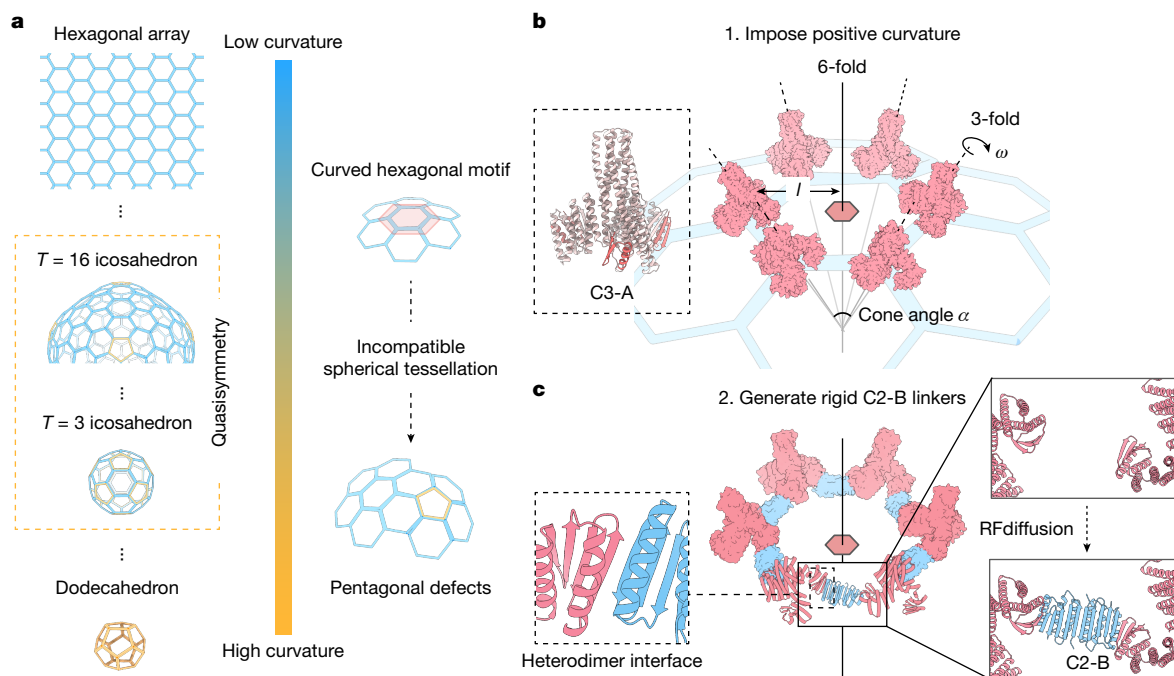 a
Hexagonal array
Low curvature
Curved hexagonal motif
⋮
T = 16 icosahedron
⋮
T = 3 icosahedron
Quasisymmetry
Incompatible
spherical tessellation
⋮
Dodecahedron
Pentagonal defects
High curvature
b
1. Impose positive curvature
6-fold
3-fold
ω
l
C3-A
Cone angle α
c
2. Generate rigid C2-B linkers
RFdiffusion
Heterodimer interface
C2-B